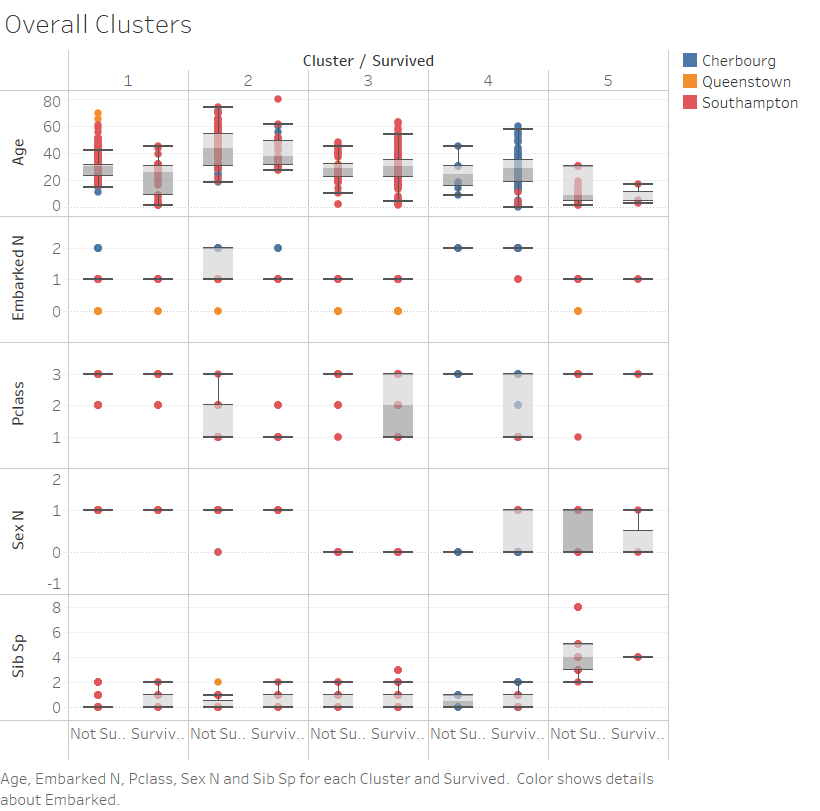 Overall Clusters
Cluster / Survived
1 2 3 4 5
Cherbourg
Queenstown
Southampton
Age
80
60
40
20
0
Embarked N
2
1
0
Pclass
3
2
1
Sex N
2
1
0
-1
Sib Sp
8
6
4
2
0
Not Su.. Surviv.. Not Su.. Surviv.. Not Su.. Surviv.. Not Su.. Surviv.. Not Su.. Surviv..
Age, Embarked N, Pclass, Sex N and Sib Sp for each Cluster and Survived.  Color shows details
about Embarked.